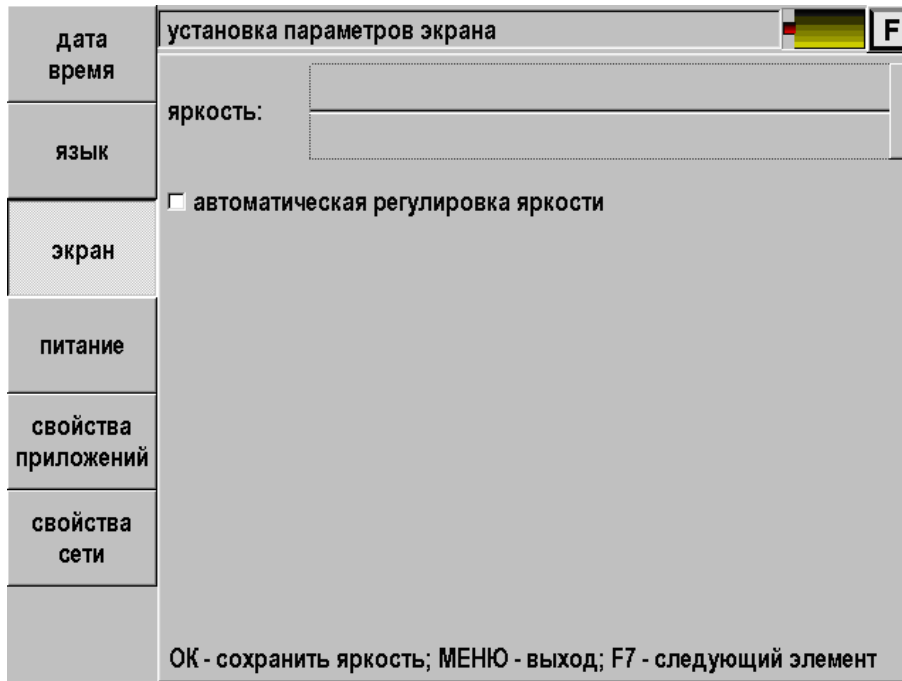 дата
время
язык
экран
питание
свойства
приложений
свойства
сети
установка параметров экрана
F
яркость:
автоматическая регулировка яркости
ОК - сохранить яркость; МЕНЮ - выход; F7 - следующий элемент